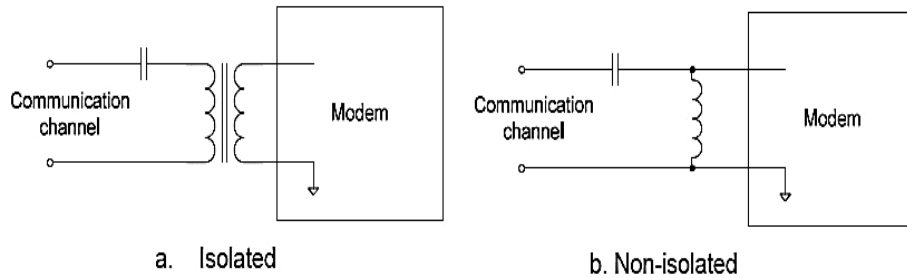 Communication
channel
Modem
a. Isolated
Communication
channel
Modem
b. Non-isolated